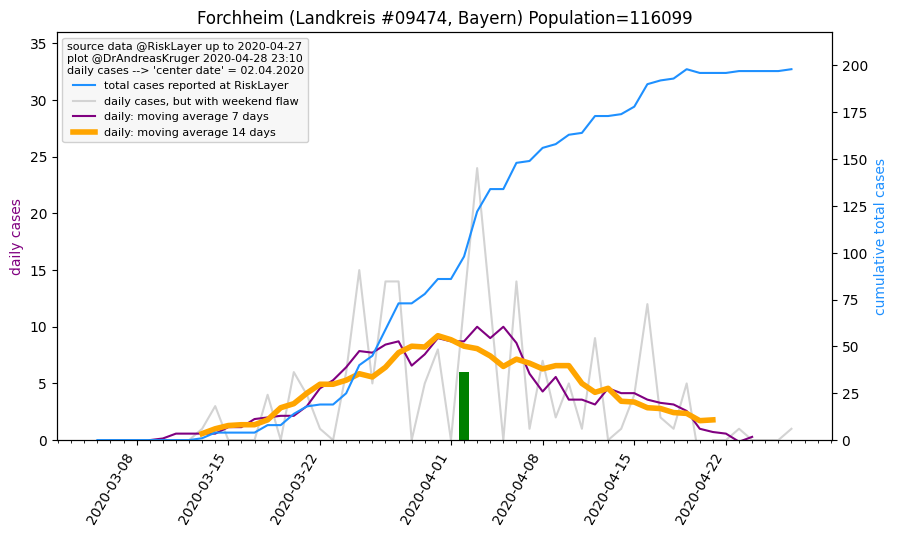 Forchheim (Landkreis #09474, Bayern) Population=116099
source data @RiskLayer up to 2020-04-27
plot @DrAndreasKruger 2020-04-28 23:10
daily cases --> 'center date' = 02.04.2020
total cases reported at RiskLayer
daily cases, but with weekend flaw
daily: moving average 7 days
daily: moving average 14 days
daily cases
35
30
25
20
15
10
5
0
200
175
150
125
100
75
50
25
0
cumulative total cases
2020-03-08
2020-03-15
2020-03-22
2020-04-01
2020-04-08
2020-04-15
2020-04-22